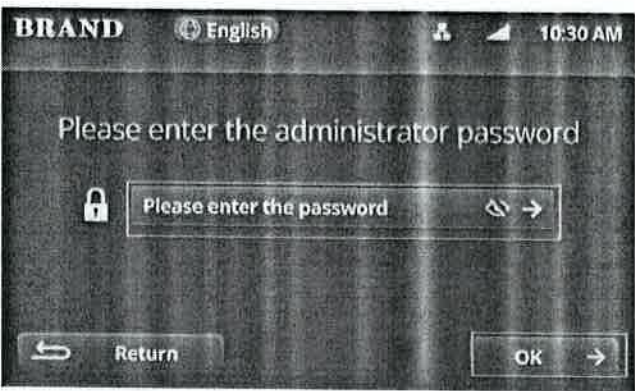 BRAND English 10:30 AM
Please enter the administrator password
Please enter the password
Return OK